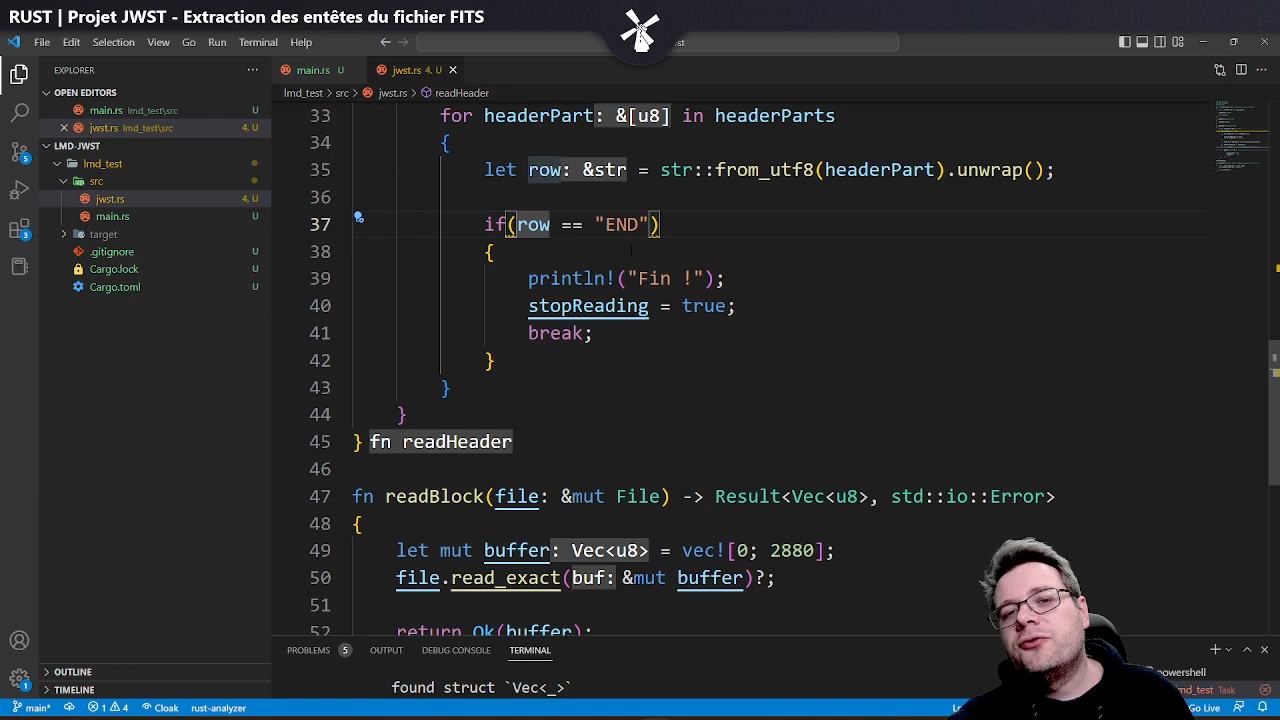 RUST | Projet JWST - Extraction des entêtes du fichier FITS
File Edit Selection View Go Run Terminal Help
EXPLORER
OPEN EDITORS
main.rs lmd_test\src U
jwst.rs lmd_test\src 4, U
LMD-JWST
lmd_test
src
jwst.rs 4, U
main.rs U
target
.gitignore U
Cargo.lock U
Cargo.toml U
OUTLINE
TIMELINE
main.rs U jwst.rs 4, U
lmd_test > src > jwst.rs > readHeader
33 for headerPart: &[u8] in headerParts
34 {
35 let row: &str = str::from_utf8(headerPart).unwrap();
36
37 if(row == "END")
38 {
39 println!("Fin !");
40 stopReading = true;
41 break;
42 }
43 }
44 }
45 } fn readHeader
46
47 fn readBlock(file: &mut File) -> Result<Vec<u8>, std::io::Error>
48 {
49 let mut buffer: Vec<u8> = vec![0; 2880];
50 file.read_exact(buf: &mut buffer)?;
51
52 return Ok(buffer);
PROBLEMS 5 OUTPUT DEBUG CONSOLE TERMINAL
found struct `Vec<_>`
powershell
Task
main* 1 4 Cloak rust-analyzer
Go Live